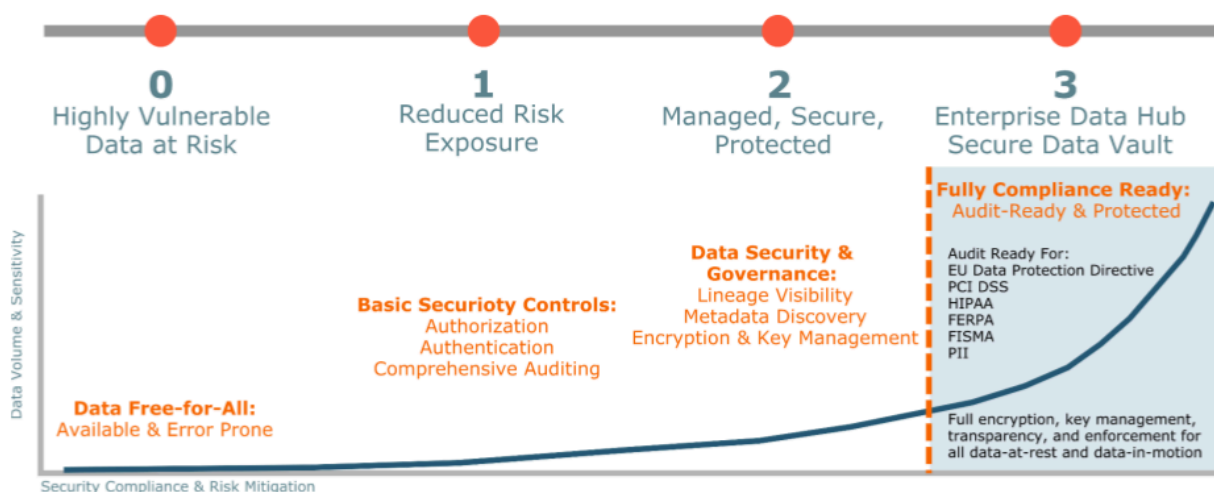 0
Highly Vulnerable
Data at Risk
1
Reduced Risk
Exposure
2
Managed, Secure,
Protected
3
Enterprise Data Hub
Secure Data Vault
Data Volume & Sensitivity
Data Free-for-All:
Available & Error Prone
Basic Securioty Controls:
Authorization
Authentication
Comprehensive Auditing
Data Security &
Governance:
Lineage Visibility
Metadata Discovery
Encryption & Key Management
Fully Compliance Ready:
Audit-Ready & Protected
Audit Ready For:
EU Data Protection Directive
PCI DSS
HIPAA
FERPA
FISMA
PII
Full encryption, key management,
transparency, and enforcement for
all data-at-rest and data-in-motion
Security Compliance & Risk Mitigation